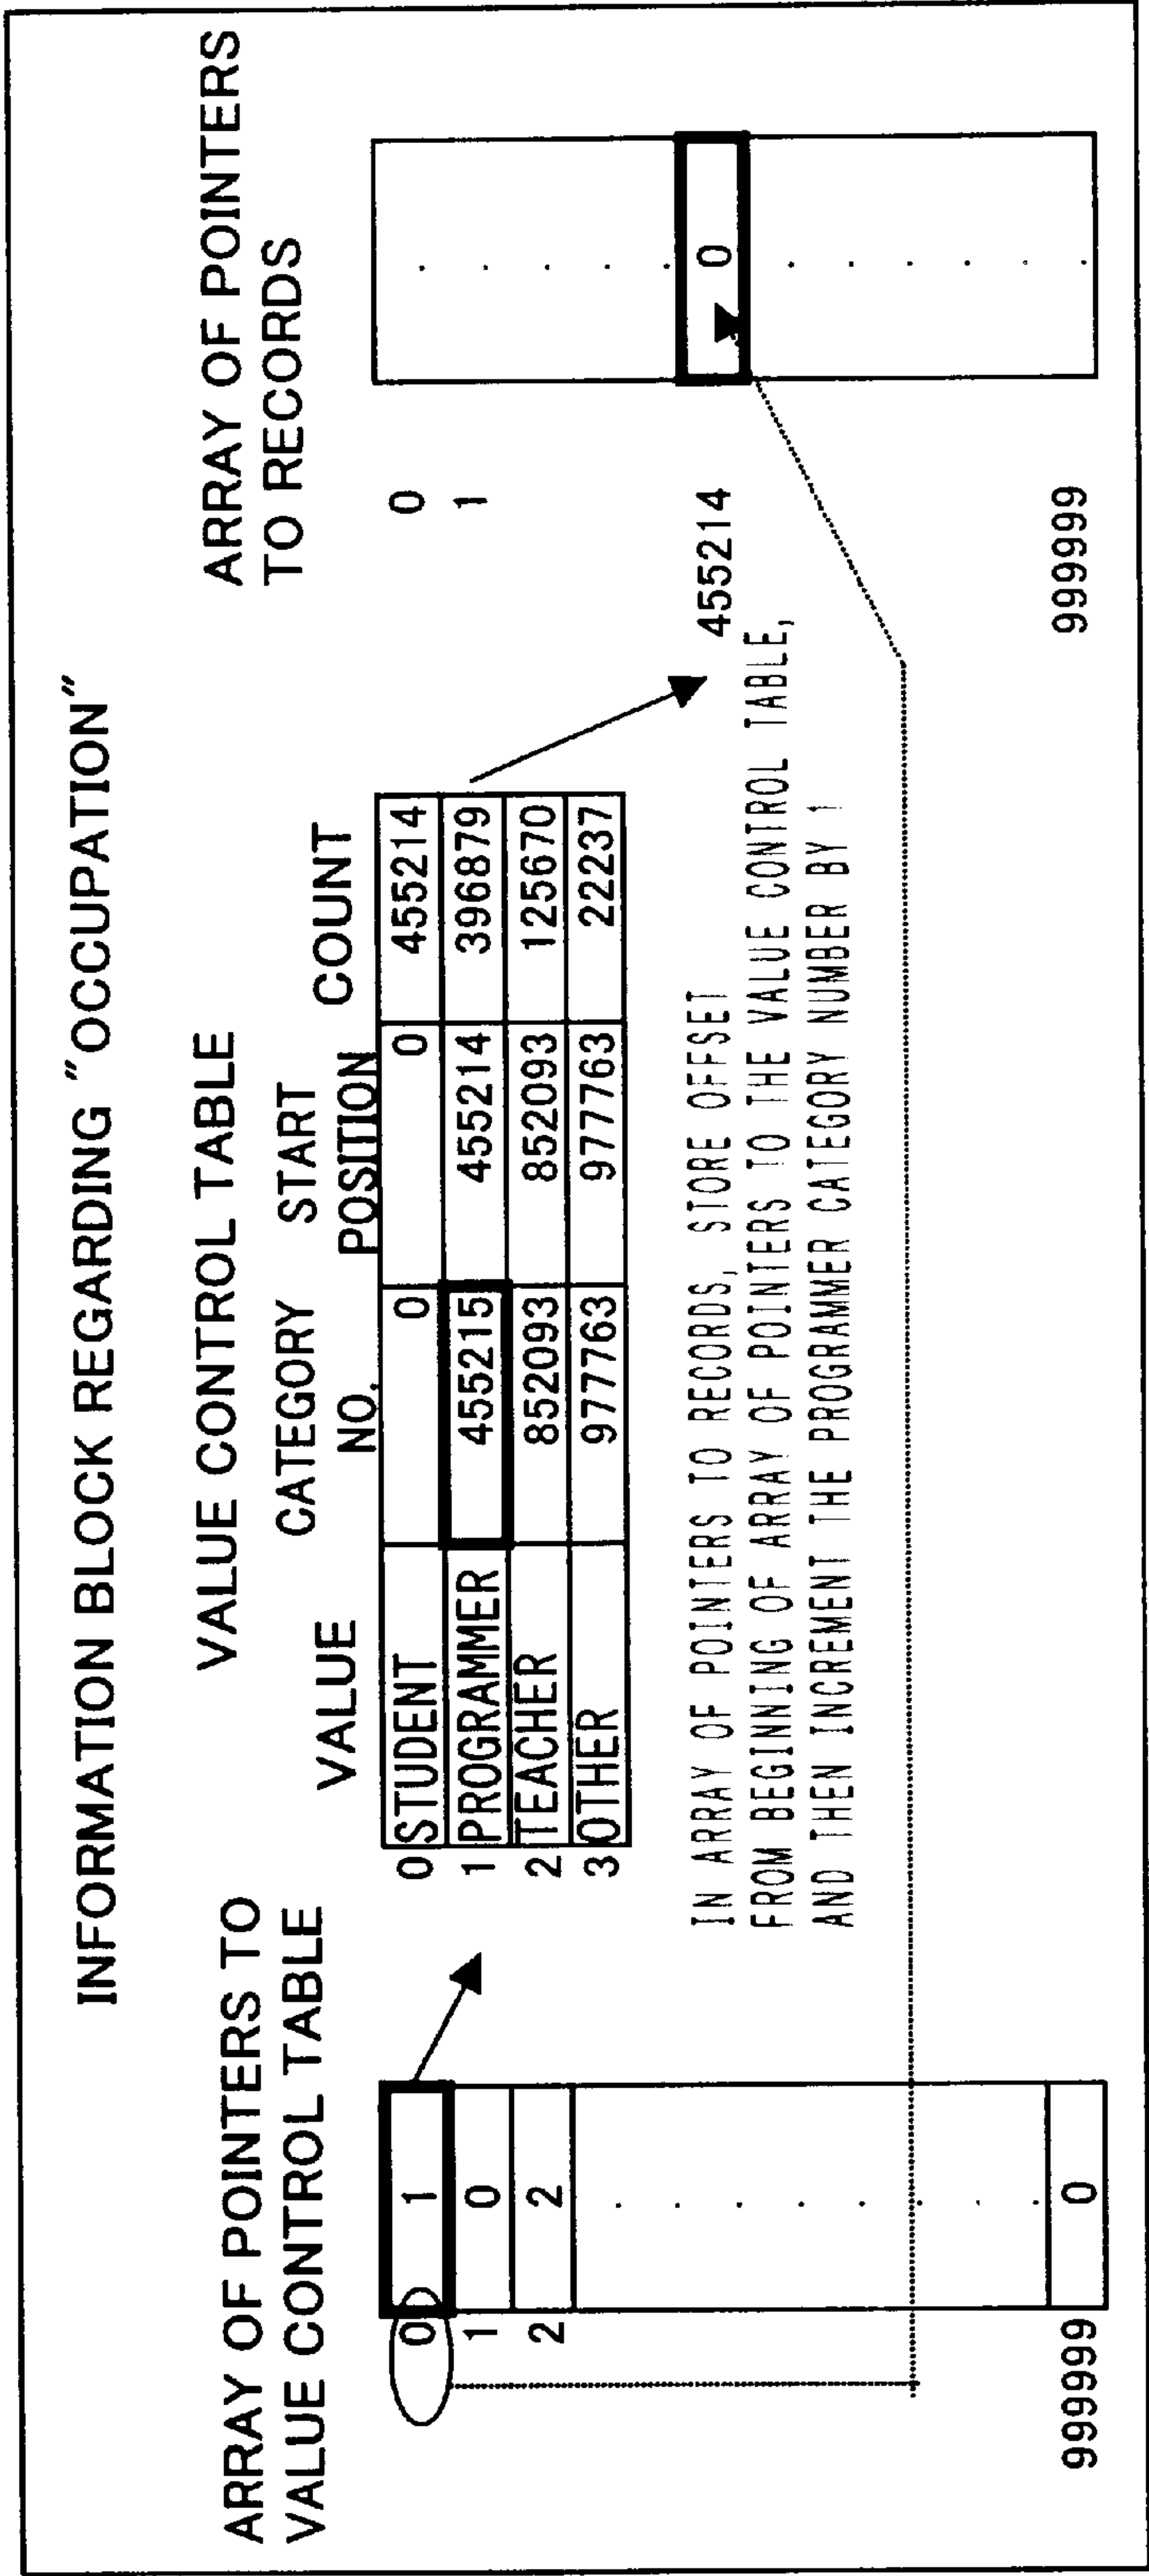 INFORMATION BLOCK REGARDING "OCCUPATION"
ARRAY OF POINTERS TO
VALUE CONTROL TABLE
0 1
1 0
2 2
. . . . . . .
999999 0
VALUE CONTROL TABLE
VALUE CATEGORY NO. START POSITION COUNT
0 STUDENT 0 0 455214
1 PROGRAMMER 455215 455214 396879
2 TEACHER 852093 852093 125670
3 OTHER 977763 977763 22237
IN ARRAY OF POINTERS TO RECORDS, STORE OFFSET
FROM BEGINNING OF ARRAY OF POINTERS TO THE VALUE CONTROL TABLE,
AND THEN INCREMENT THE PROGRAMMER CATEGORY NUMBER BY 1
ARRAY OF POINTERS
TO RECORDS
0 .
1 .
. . .
455214 0
. . . . .
999999 .